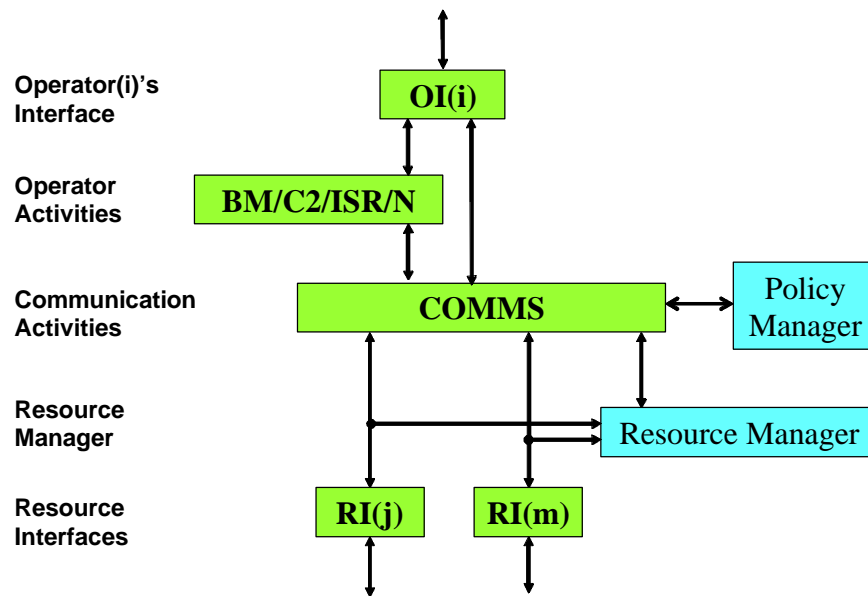 Operator(i)'s
Interface
OI(i)
Operator
Activities
BM/C2/ISR/N
Communication
Activities
COMMS
Policy
Manager
Resource
Manager
Resource Manager
Resource
Interfaces
RI(j)
RI(m)